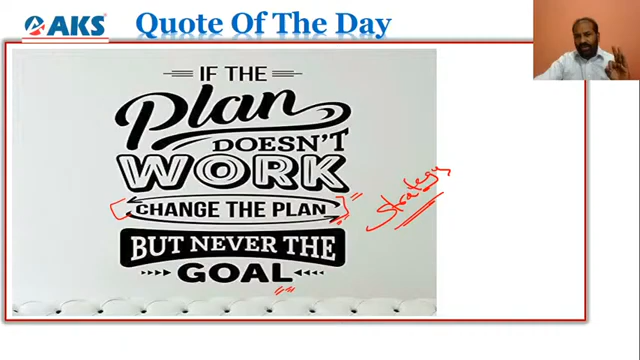 AKS
Quote Of The Day
IF THE
Plan
DOESN'T
WORK
CHANGE THE PLAN
Strategy
BUT NEVER THE
GOAL